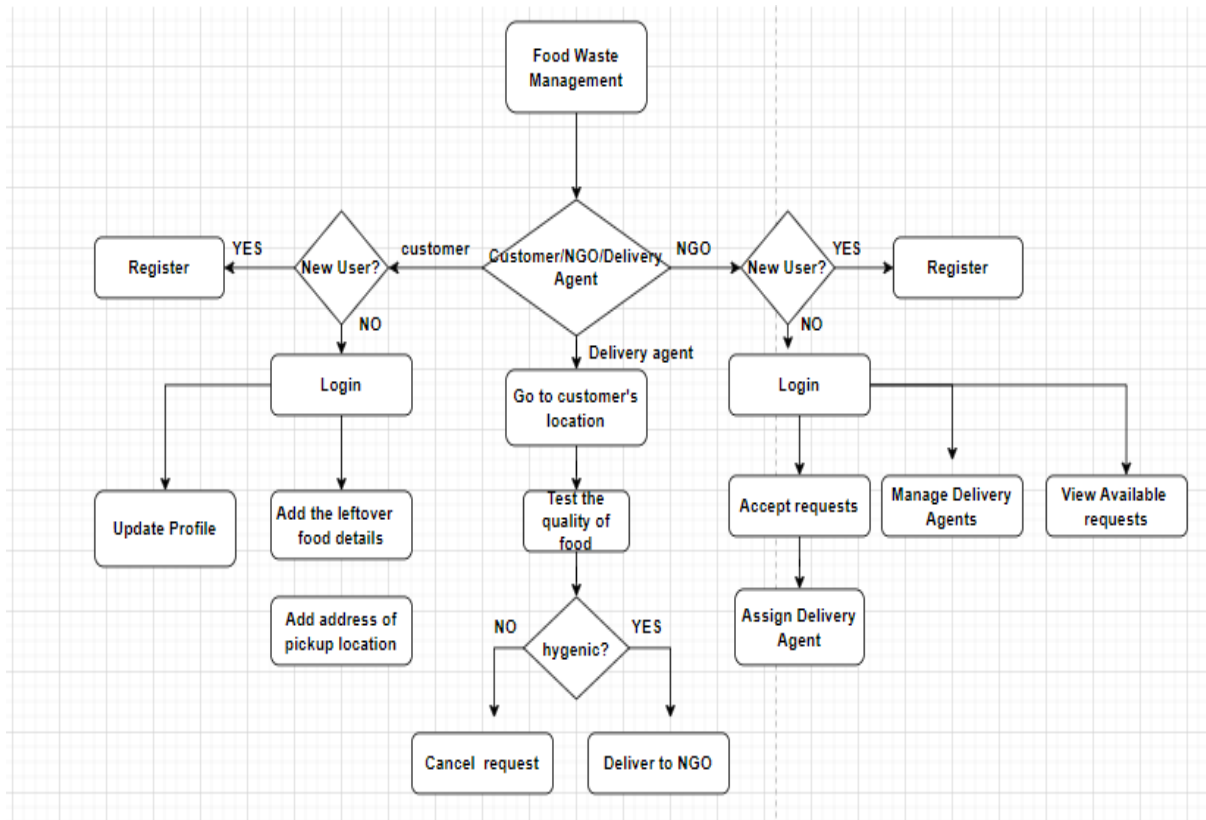 Food Waste
Management
YES
Register
New User?
customer
Customer/NGO/Delivery
Agent
NGO
New User?
YES
Register
NO
Login
Delivery agent
Go to customer's
location
NO
Login
Update Profile
Add the leftover
food details
Test the
quality of
food
Accept requests
Manage Delivery
Agents
View Available
requests
Add address of
pickup location
NO
hygenic?
YES
Assign Delivery
Agent
Cancel request
Deliver to NGO